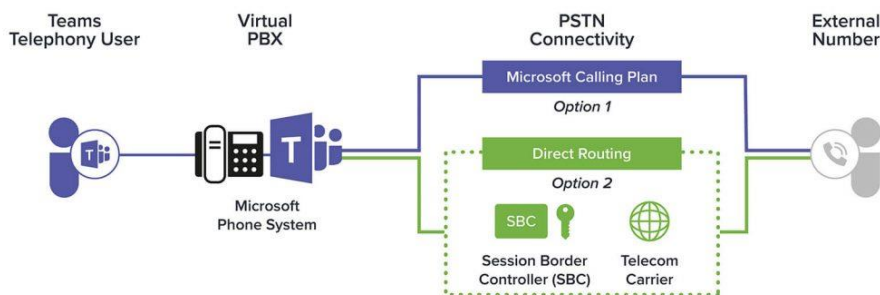 Teams
Telephony User
Virtual
PBX
PSTN
Connectivity
External
Number
Microsoft Calling Plan
Option 1
T
T
Direct Routing
Option 2
Microsoft
Phone System
SBC
Session Border
Controller (SBC)
Telecom
Carrier